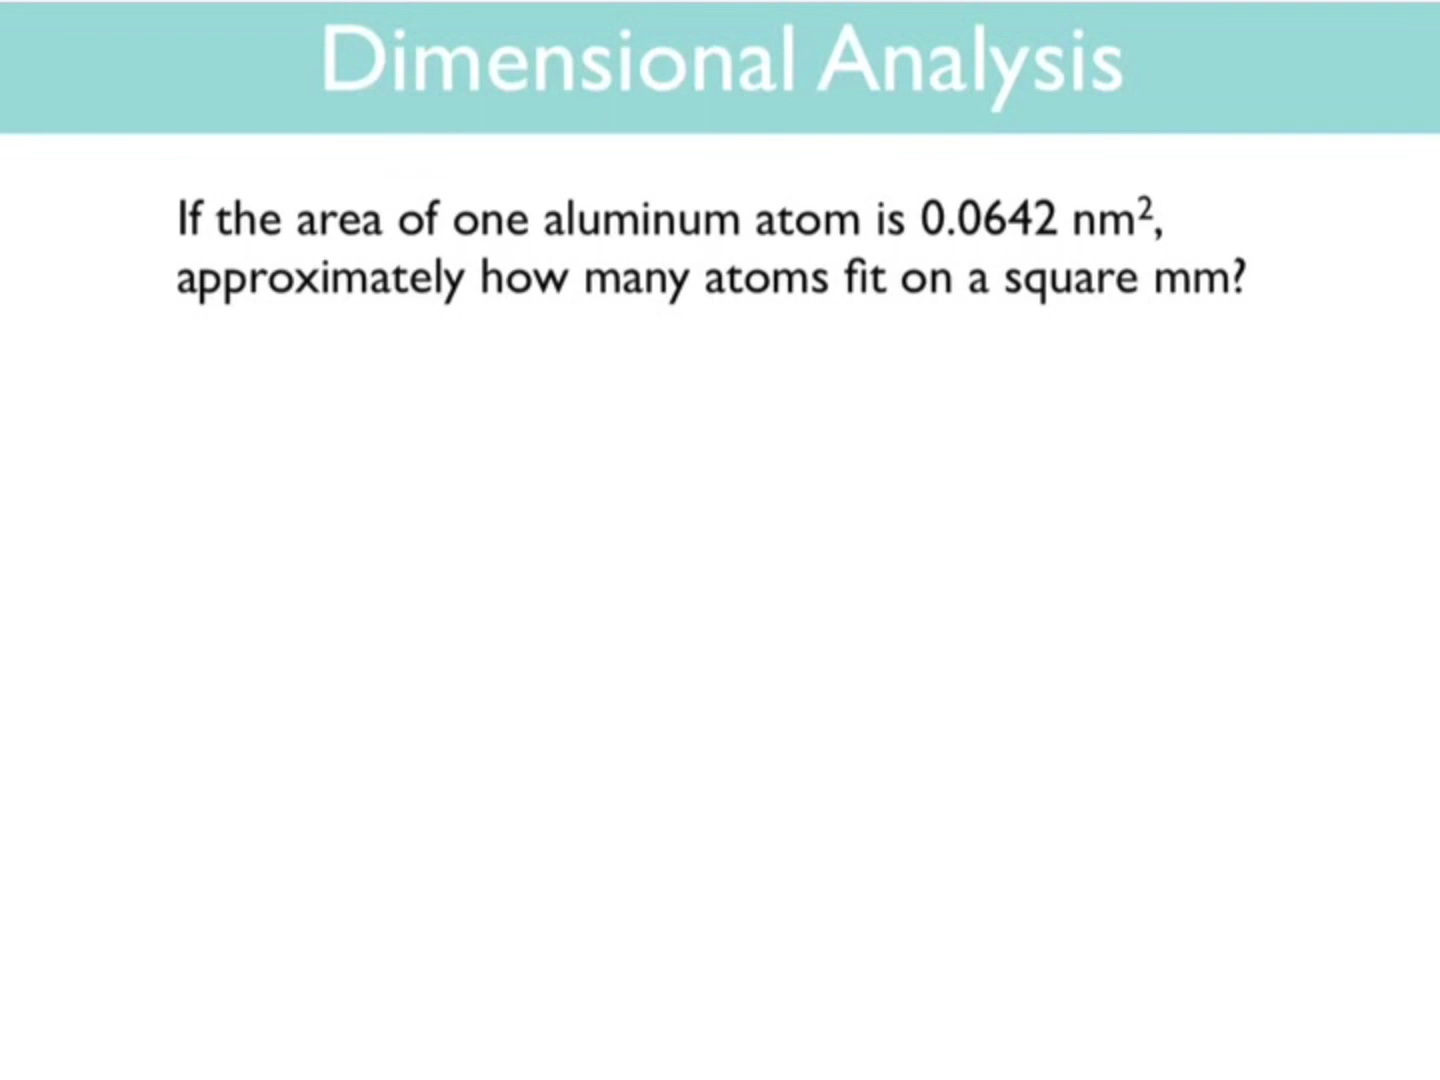 Dimensional Analysis
If the area of one aluminum atom is 0.0642 nm²,
approximately how many atoms fit on a square mm?